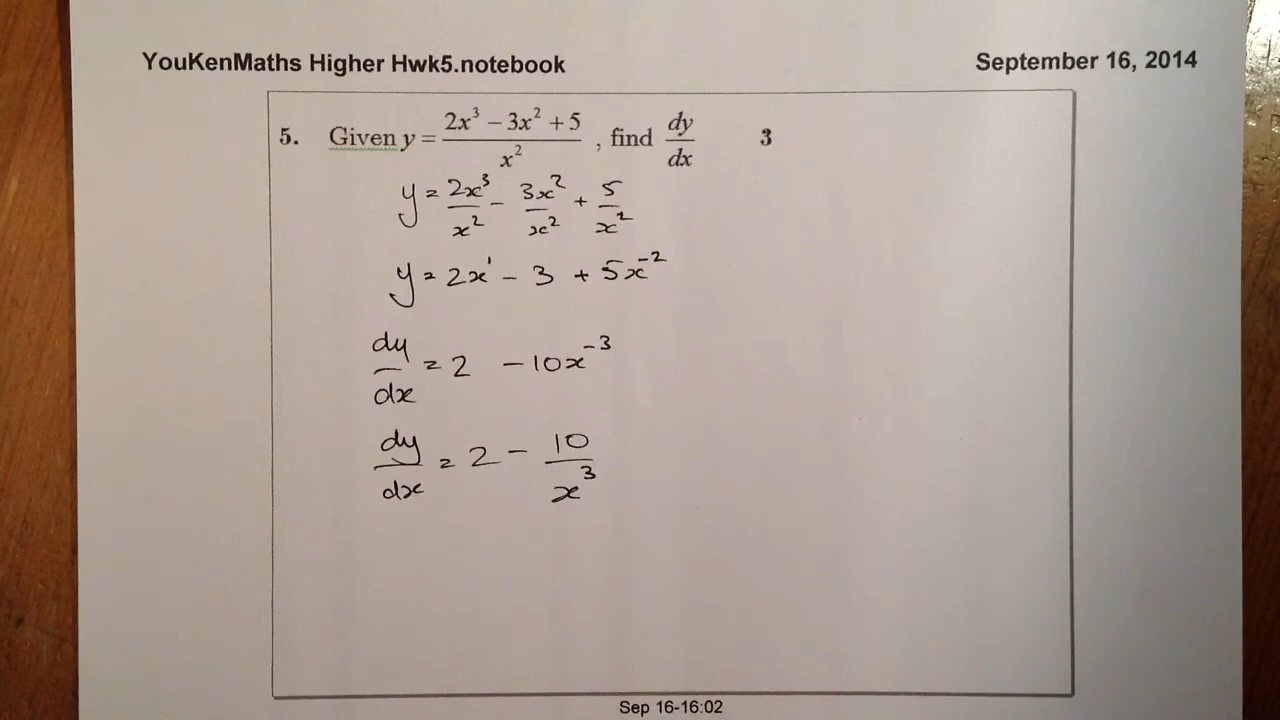 YouKenMaths Higher Hwk5.notebook September 16, 2014
5. Given y = (2x³ − 3x² + 5)/x² , find dy/dx 3
y = 2x³/x² − 3x²/x² + 5/x²
y = 2x¹ − 3 + 5x⁻²
dy/dx = 2 − 10x⁻³
dy/dx = 2 − 10/x³
Sep 16-16:02